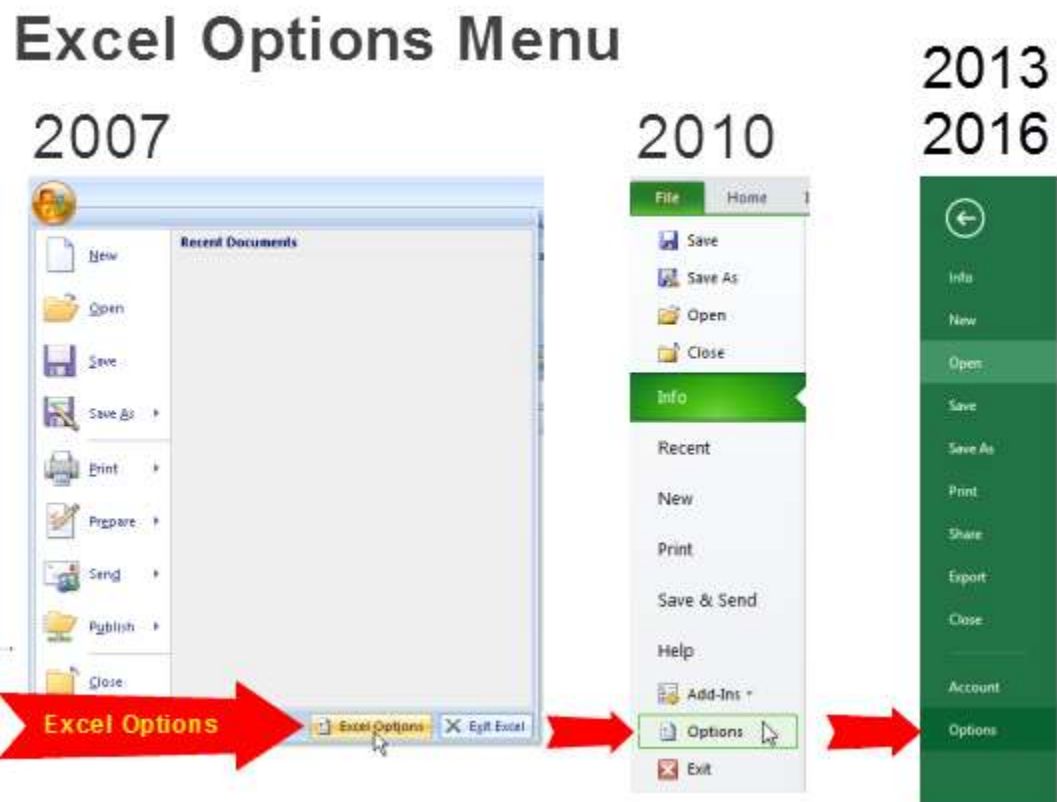 Excel Options Menu
2007
New
Recent Documents
Open
Save
Save As
Print
Prepare
Send
Publish
Close
Excel Options
Excel Options
Exit Excel
2010
File Home
Save
Save As
Open
Close
Info
Recent
New
Print
Save & Send
Help
Add-Ins
Options
Exit
2013
2016
Info
New
Open
Save
Save As
Print
Share
Export
Close
Account
Options